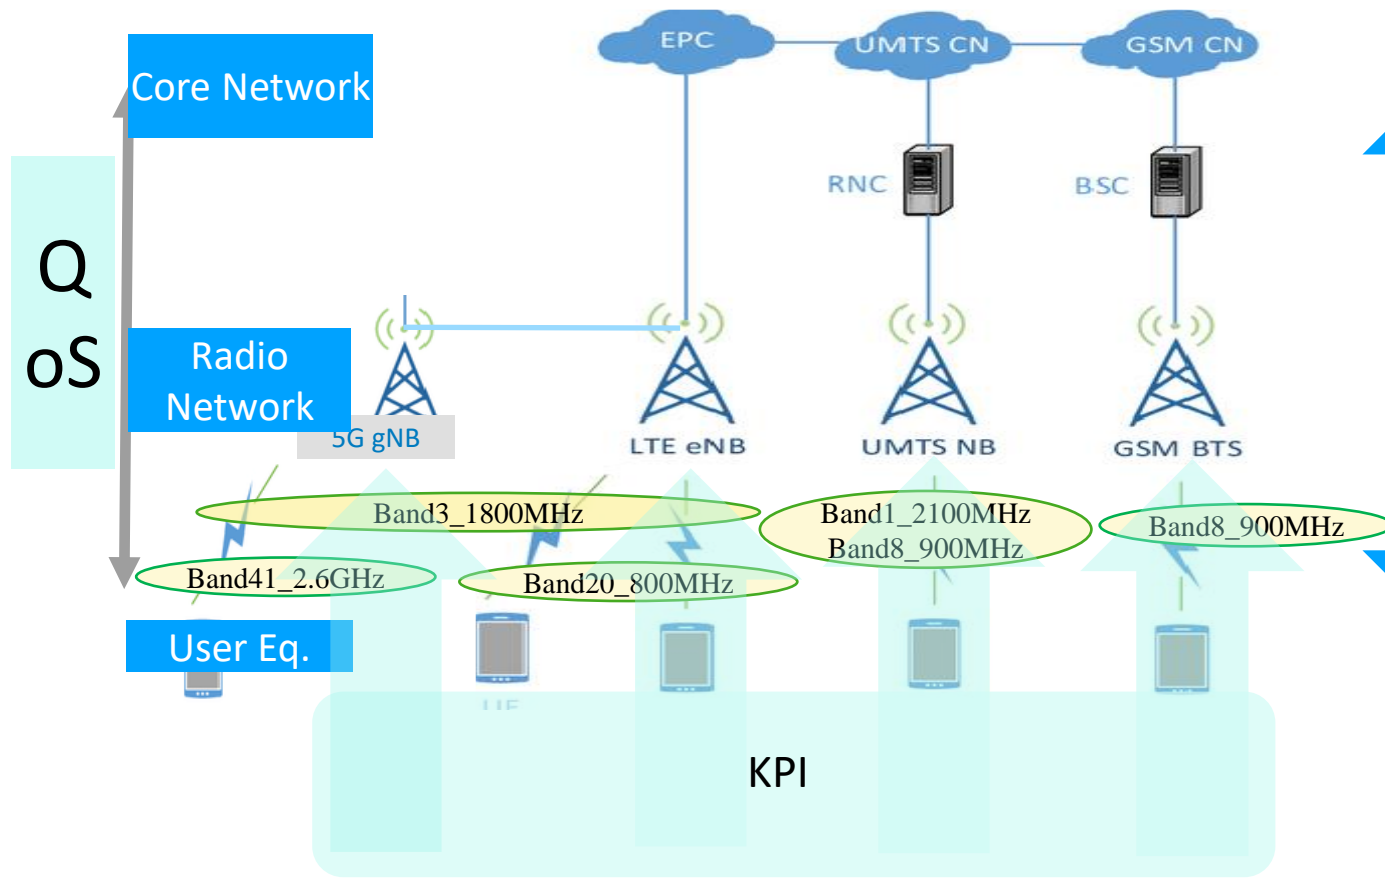 EPC
UMTS CN
GSM CN
Core Network
RNC
BSC
Q
oS
Radio
Network
5G gNB
LTE eNB
UMTS NB
GSM BTS
Band3_1800MHz
Band1_2100MHz
Band8_900MHz
Band8_900MHz
Band41_2.6GHz
Band20_800MHz
User Eq.
UE
KPI